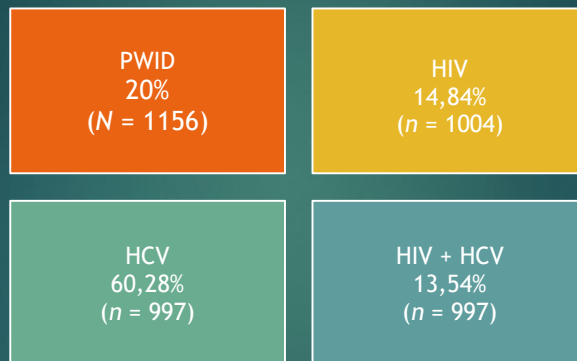 PWID
20%
(N = 1156)
HIV
14,84%
(n = 1004)
HCV
60,28%
(n = 997)
HIV + HCV
13,54%
(n = 997)